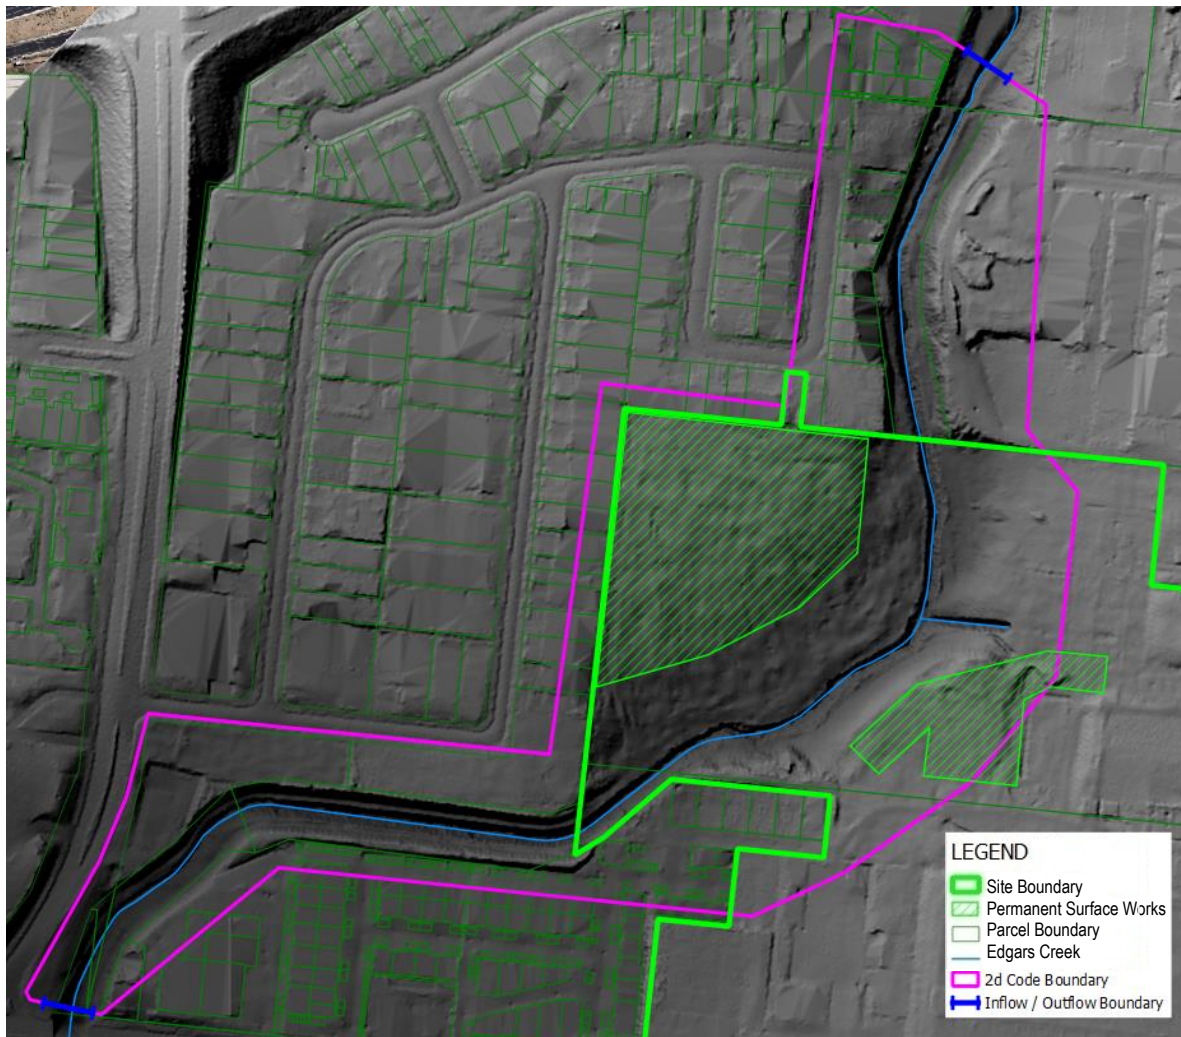 LEGEND
Site Boundary
Permanent Surface Works
Parcel Boundary
Edgars Creek
2d Code Boundary
Inflow / Outflow Boundary